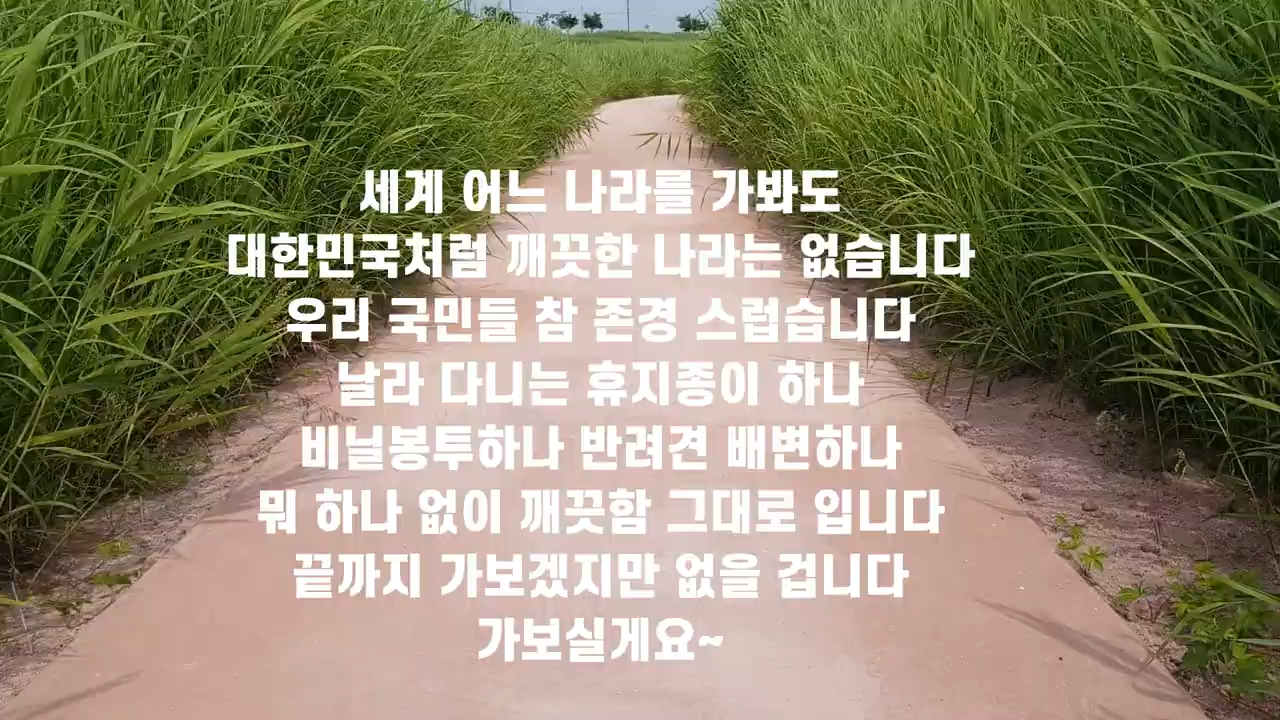 세계 어느 나라를 가봐도
대한민국처럼 깨끗한 나라는 없습니다
우리 국민들 참 존경 스럽습니다
날라 다니는 휴지종이 하나
비닐봉투하나 반려견 배변하나
뭐 하나 없이 깨끗함 그대로 입니다
끝까지 가보겠지만 없을 겁니다
가보실게요~